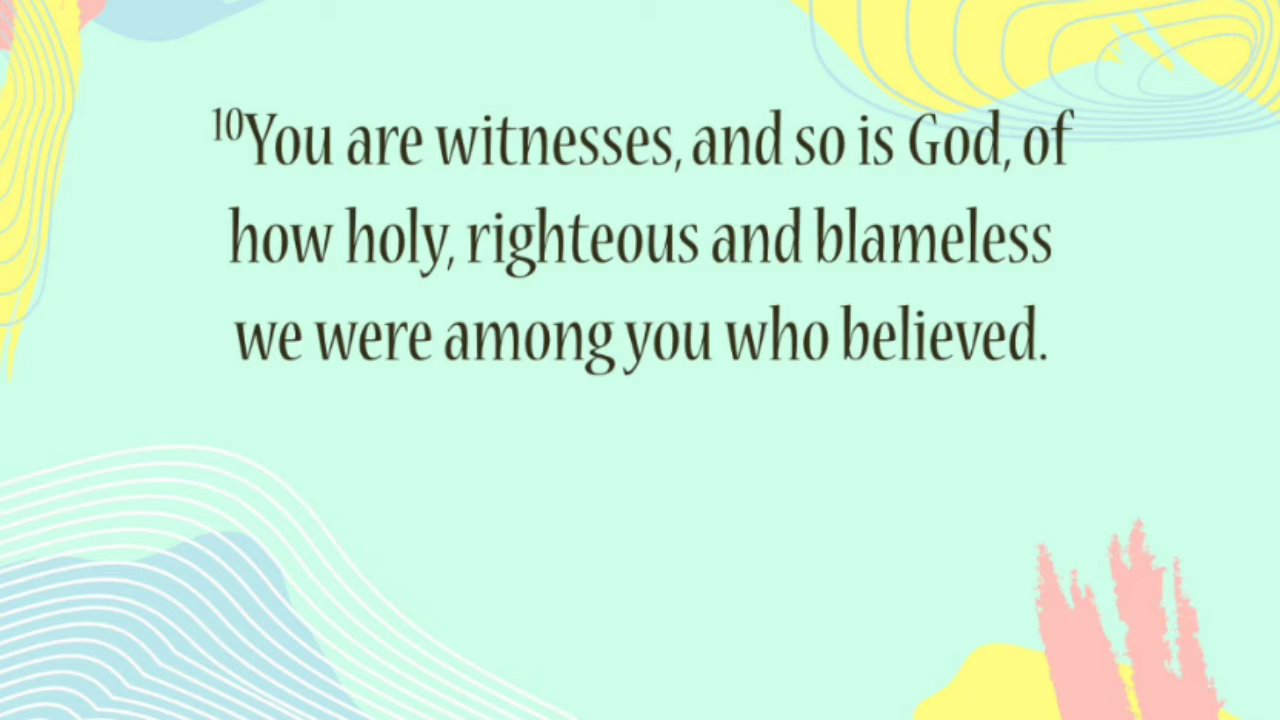 10You are witnesses, and so is God, of
how holy, righteous and blameless
we were among you who believed.